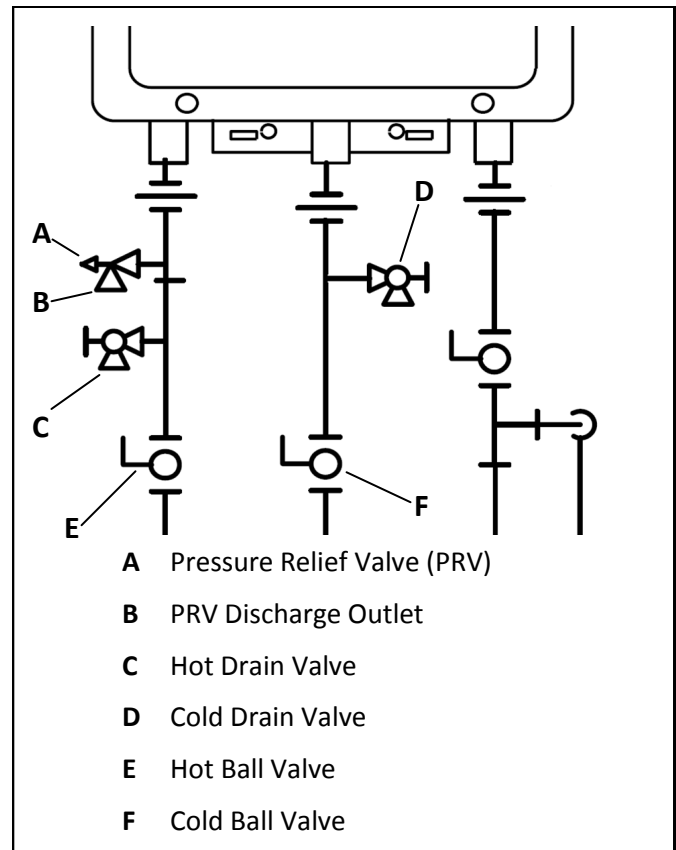 D
A
B
C
E
F
A Pressure Relief Valve (PRV)
B PRV Discharge Outlet
C Hot Drain Valve
D Cold Drain Valve
E Hot Ball Valve
F Cold Ball Valve